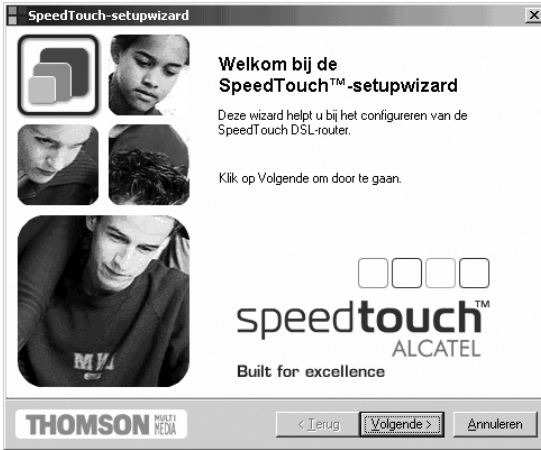 SpeedTouch-setupwizard
Welkom bij de
SpeedTouch™-setupwizard
Deze wizard helpt u bij het configureren van de
SpeedTouch DSL-router.
Klik op Volgende om door te gaan.
speedtouch™
ALCATEL
Built for excellence
THOMSON MULTI MEDIA
< Terug Volgende > Annuleren